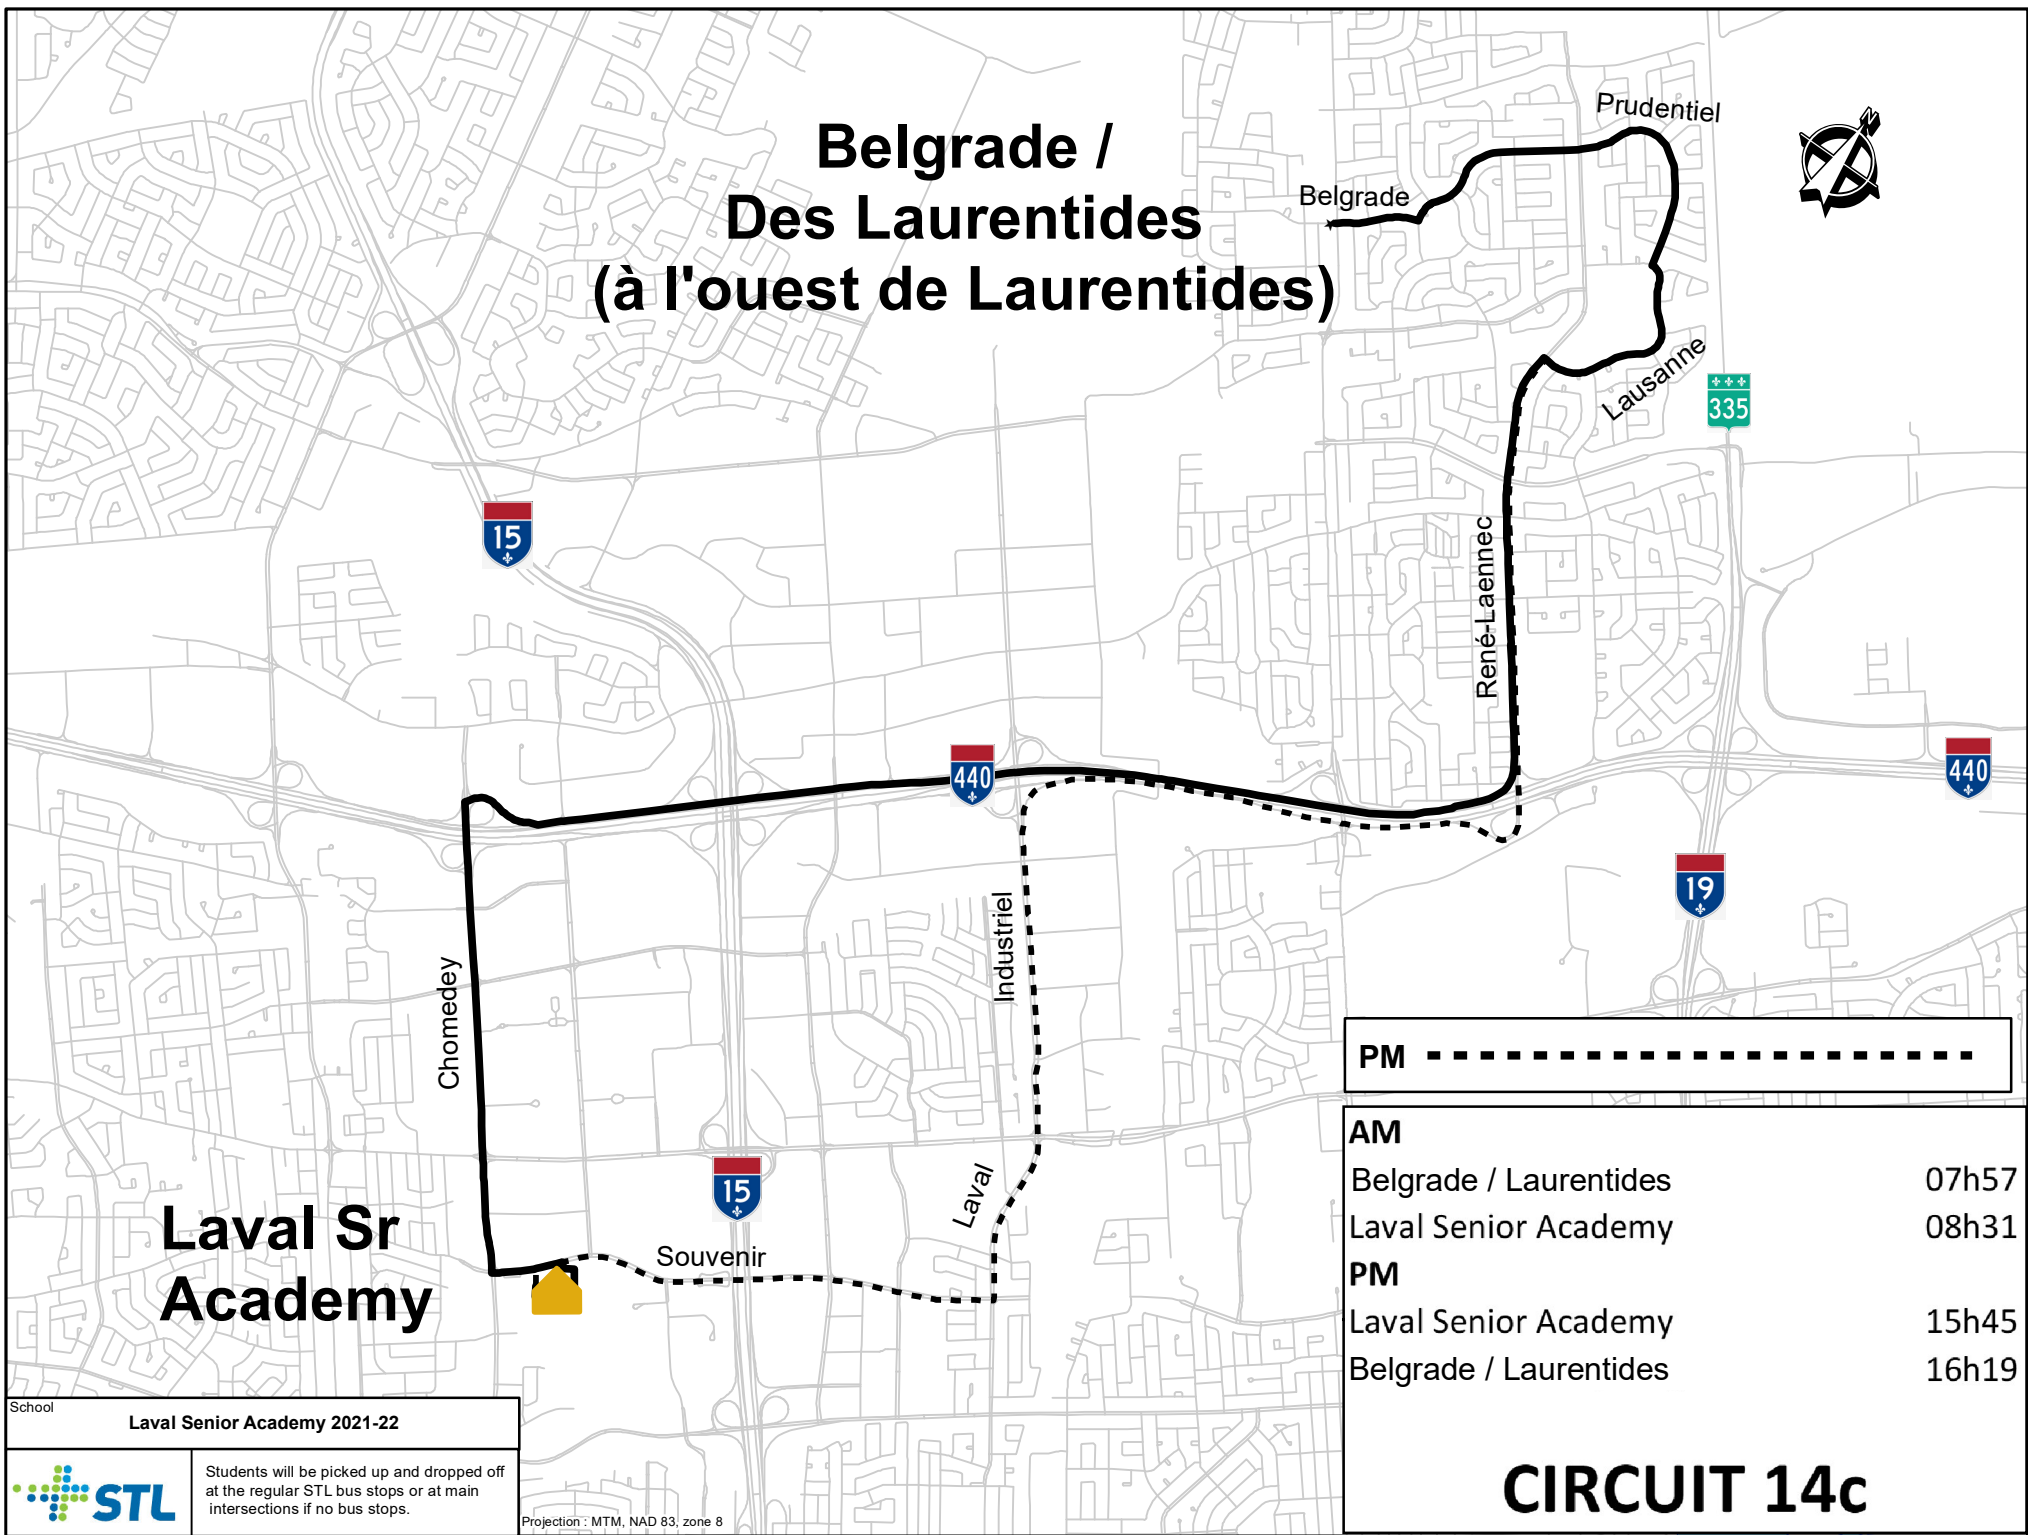 Belgrade /
Des Laurentides
(à l'ouest de Laurentides)
Prudentiel
N
Belgrade
Lausanne
335
15
René-Laennec
440
440
19
Industriel
Chomedey
PM
AM
Belgrade / Laurentides 07h57
Laval Senior Academy 08h31
PM
Laval Senior Academy 15h45
Belgrade / Laurentides 16h19
CIRCUIT 14c
15
Laval
Souvenir
Laval Sr
Academy
School
Laval Senior Academy 2021-22
STL
Students will be picked up and dropped off
at the regular STL bus stops or at main
intersections if no bus stops.
Projection : MTM, NAD 83, zone 8